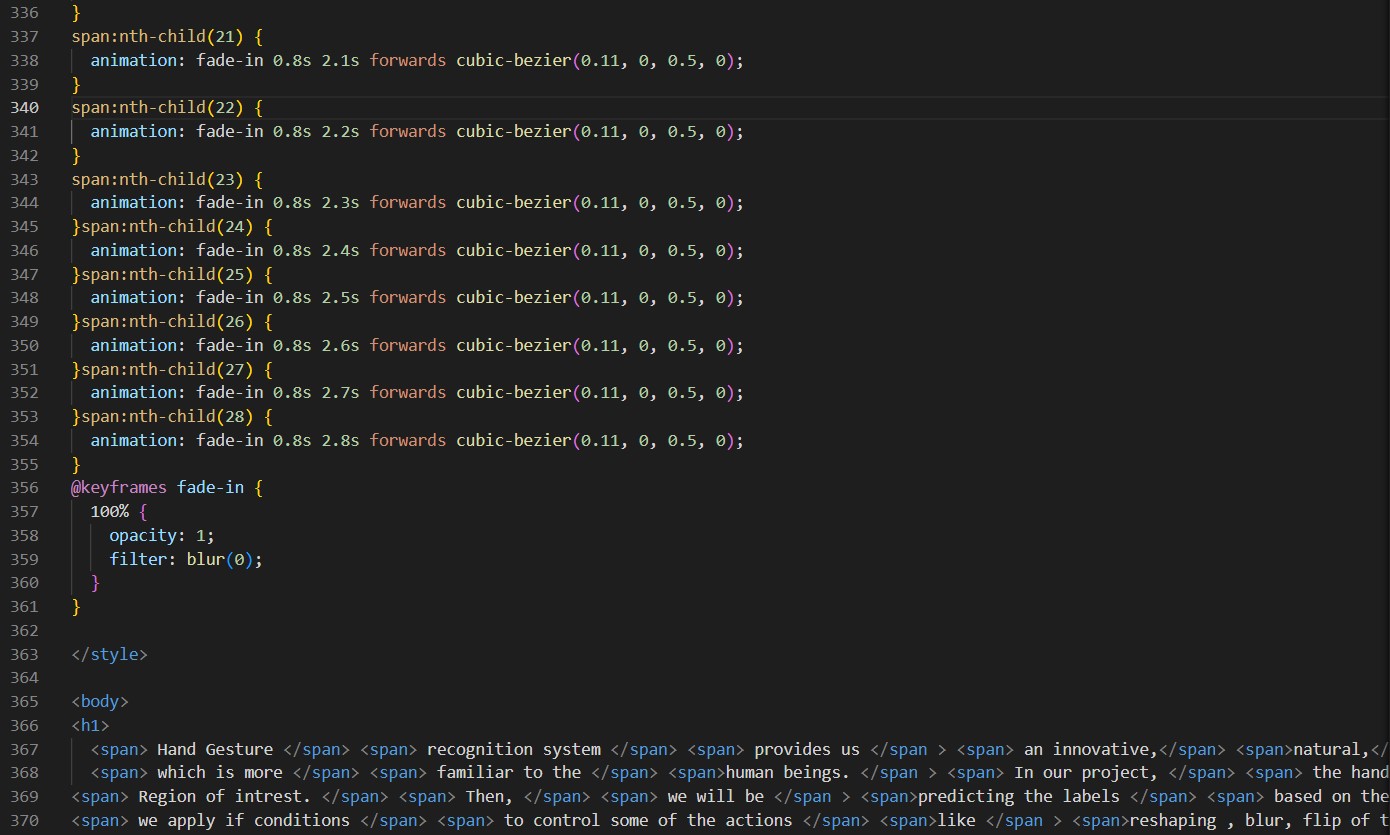 336 }
337 span:nth-child(21) {
338 animation: fade-in 0.8s 2.1s forwards cubic-bezier(0.11, 0, 0.5, 0);
339 }
340 span:nth-child(22) {
341 animation: fade-in 0.8s 2.2s forwards cubic-bezier(0.11, 0, 0.5, 0);
342 }
343 span:nth-child(23) {
344 animation: fade-in 0.8s 2.3s forwards cubic-bezier(0.11, 0, 0.5, 0);
345 }span:nth-child(24) {
346 animation: fade-in 0.8s 2.4s forwards cubic-bezier(0.11, 0, 0.5, 0);
347 }span:nth-child(25) {
348 animation: fade-in 0.8s 2.5s forwards cubic-bezier(0.11, 0, 0.5, 0);
349 }span:nth-child(26) {
350 animation: fade-in 0.8s 2.6s forwards cubic-bezier(0.11, 0, 0.5, 0);
351 }span:nth-child(27) {
352 animation: fade-in 0.8s 2.7s forwards cubic-bezier(0.11, 0, 0.5, 0);
353 }span:nth-child(28) {
354 animation: fade-in 0.8s 2.8s forwards cubic-bezier(0.11, 0, 0.5, 0);
355 }
356 @keyframes fade-in {
357 100% {
358 opacity: 1;
359 filter: blur(0);
360 }
361 }
362
363 </style>
364
365 <body>
366 <h1>
367 <span> Hand Gesture </span> <span> recognition system </span> <span> provides us </span > <span> an innovative,</span> <span>natural,</
368 <span> which is more </span> <span> familiar to the </span> <span>human beings. </span > <span> In our project, </span> <span> the hand
369 <span> Region of intrest. </span> <span> Then, </span> <span> we will be </span > <span>predicting the labels </span> <span> based on the
370 <span> we apply if conditions </span> <span> to control some of the actions </span> <span>like </span > <span>reshaping , blur, flip of t